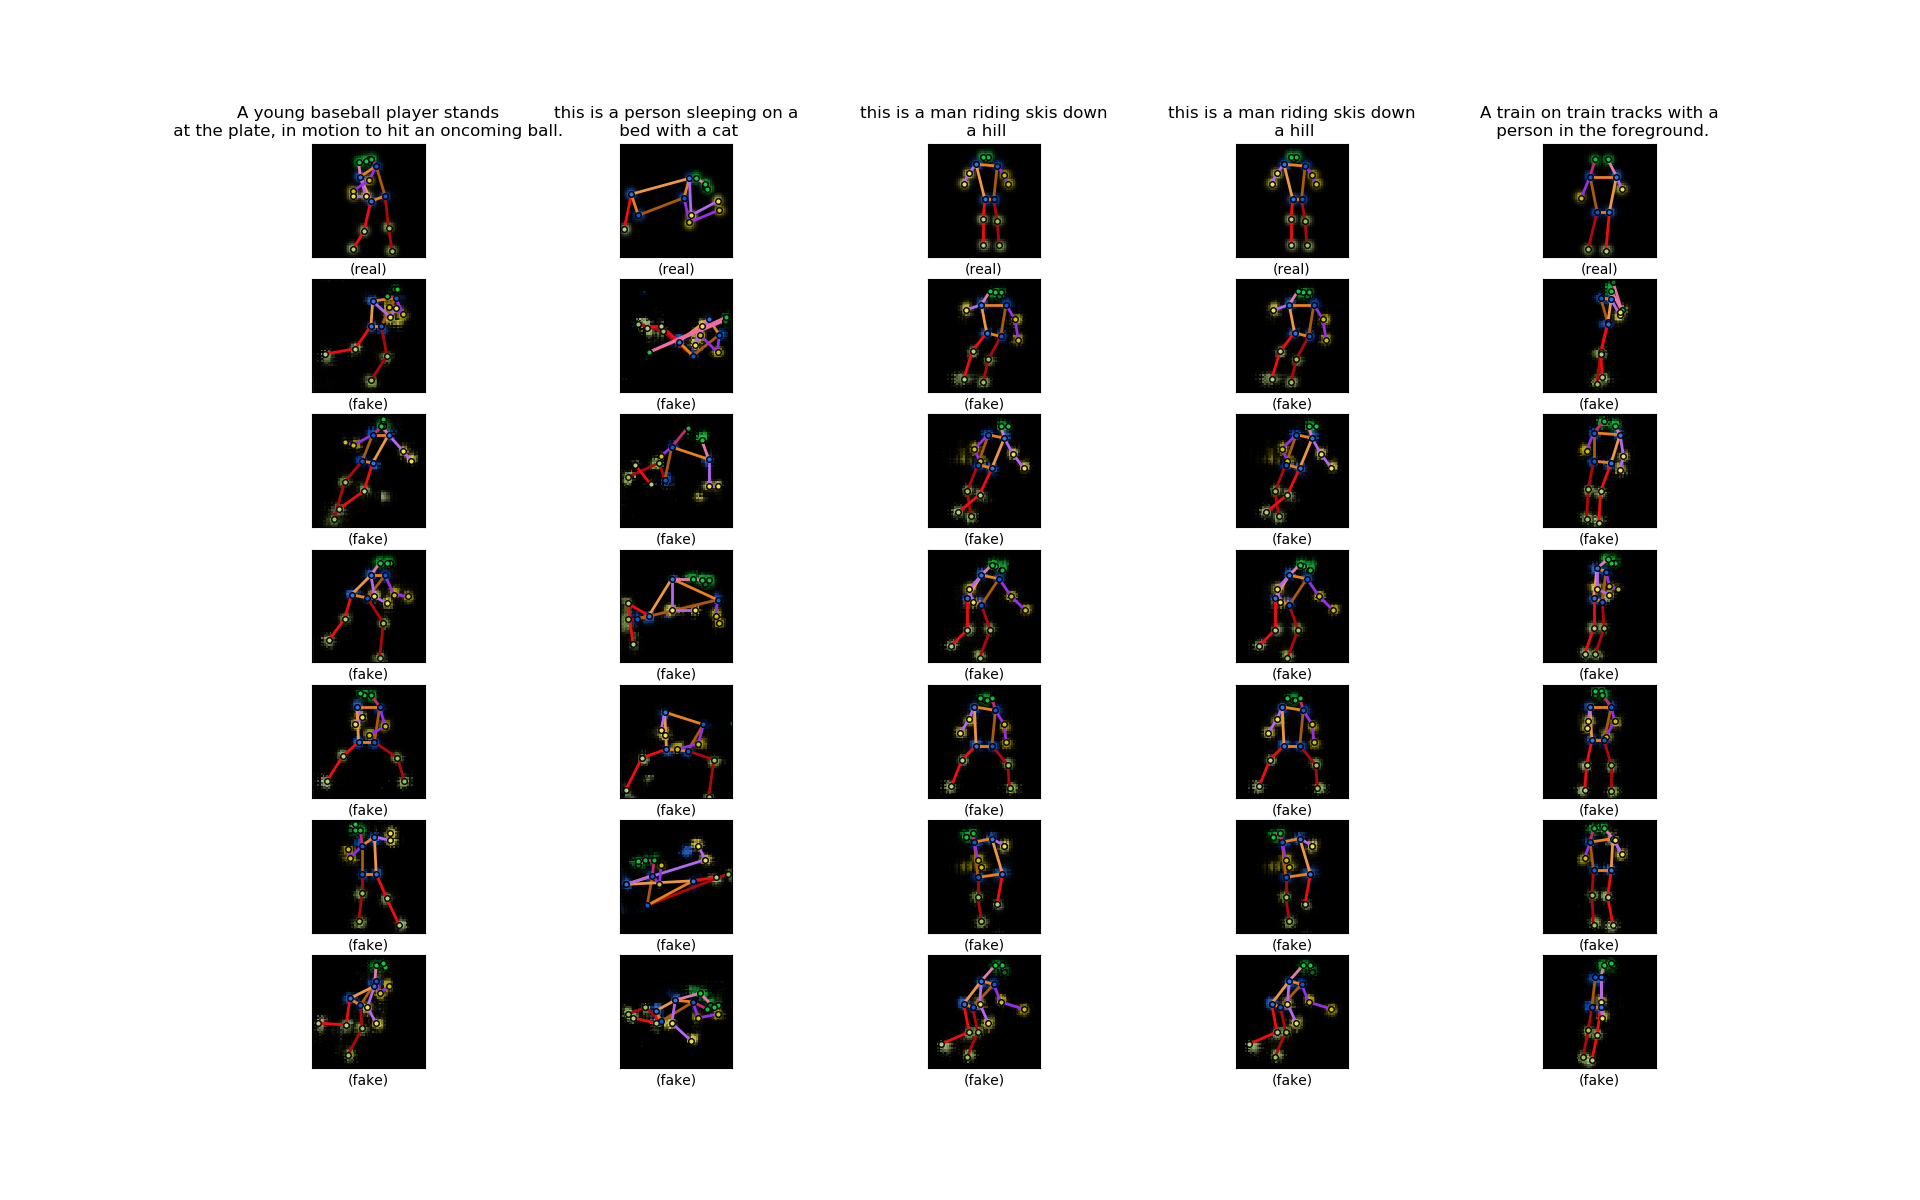 A young baseball player stands
at the plate, in motion to hit an oncoming ball.
this is a person sleeping on a
bed with a cat
this is a man riding skis down
a hill
this is a man riding skis down
a hill
A train on train tracks with a
person in the foreground.
(real) (real) (real) (real) (real)
(fake) (fake) (fake) (fake) (fake)
(fake) (fake) (fake) (fake) (fake)
(fake) (fake) (fake) (fake) (fake)
(fake) (fake) (fake) (fake) (fake)
(fake) (fake) (fake) (fake) (fake)
(fake) (fake) (fake) (fake) (fake)